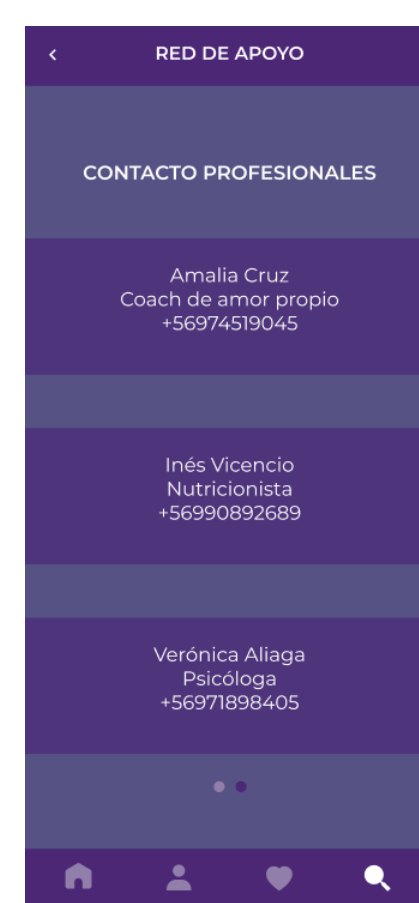 RED DE APOYO
CONTACTO PROFESIONALES
Amalia Cruz
Coach de amor propio
+56974519045
Inés Vicencio
Nutricionista
+56990892689
Verónica Aliaga
Psicóloga
+56971898405